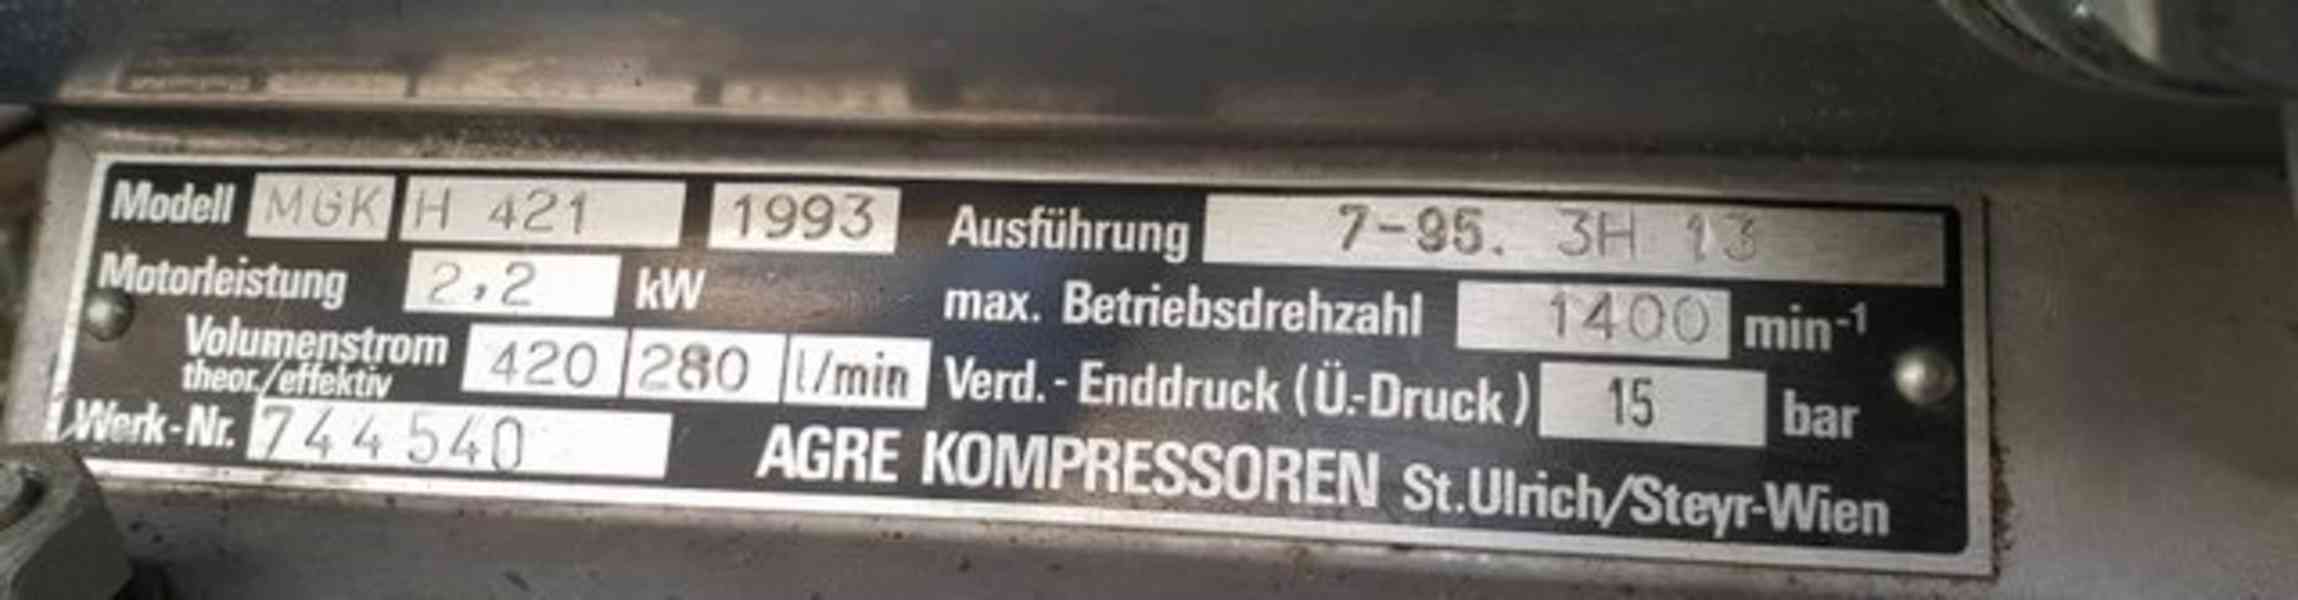 Modell MGK H 421 1993 Ausführung 7-95. 3H 13
Motorleistung 2,2 kW max. Betriebsdrehzahl 1400 min-1
Volumenstrom theor./effektiv 420 280 l/min Verd.-Enddruck (Ü.-Druck) 15 bar
Werk-Nr. 744540 AGRE KOMPRESSOREN St.Ulrich/Steyr-Wien